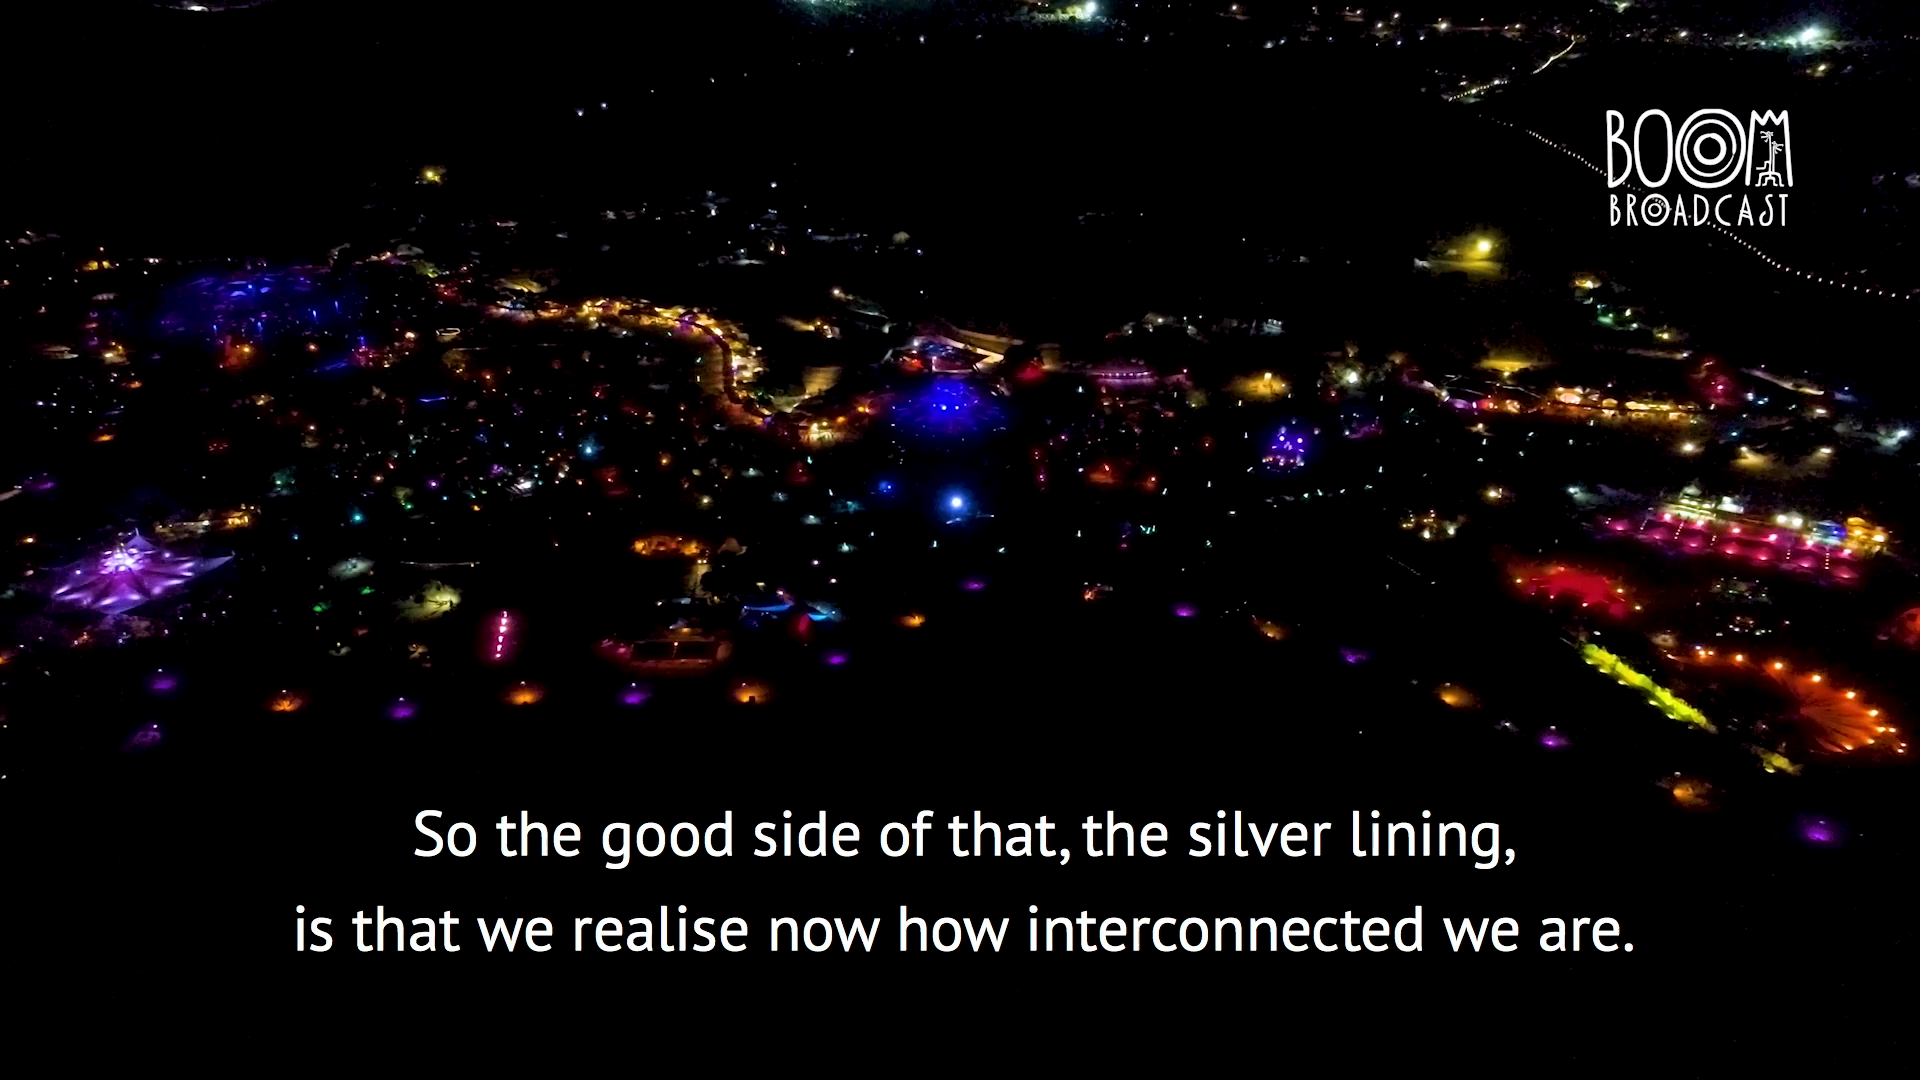 BOOM
BROADCAST
So the good side of that, the silver lining,
is that we realise now how interconnected we are.